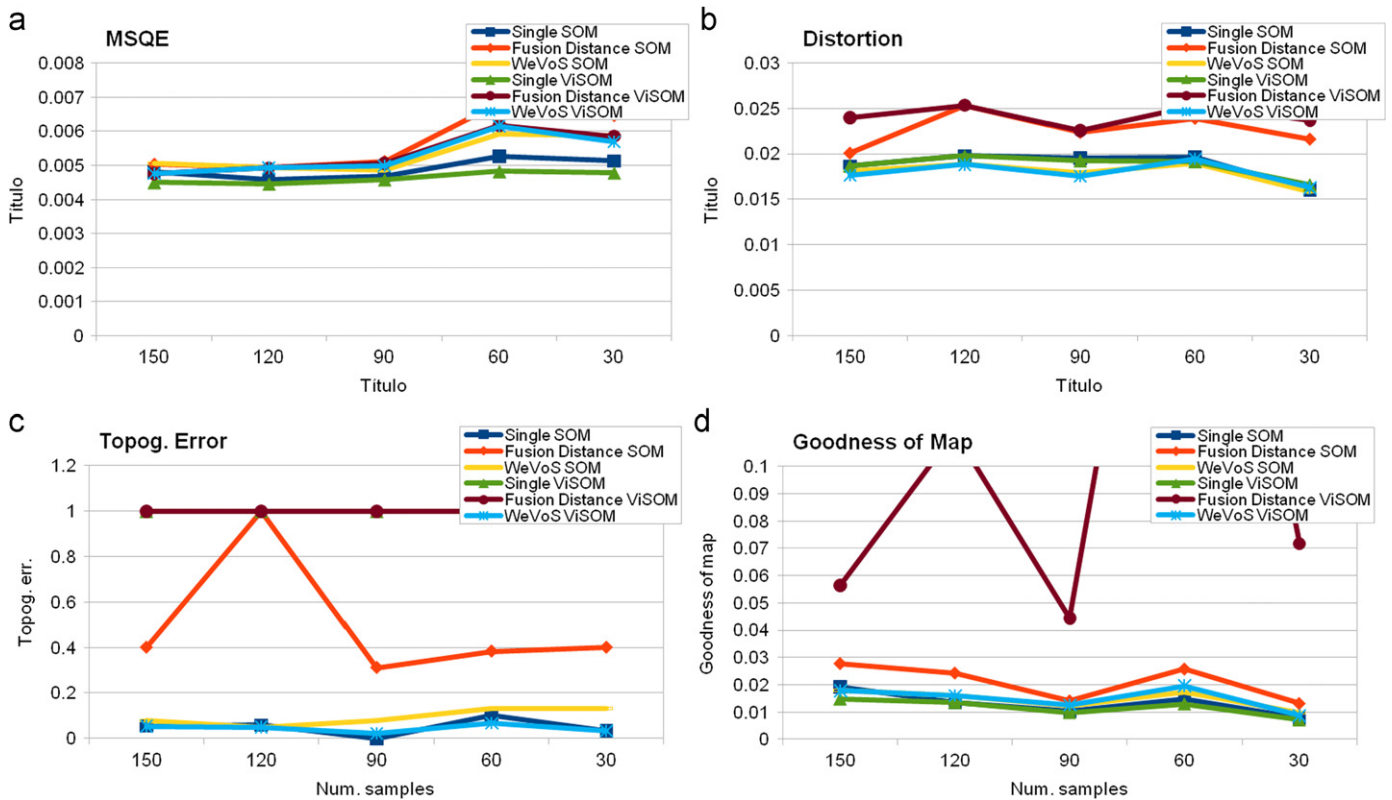 a
MSQE
Single SOM
Fusion Distance SOM
WeVoS SOM
Single ViSOM
Fusion Distance ViSOM
WeVoS ViSOM
0.008
0.007
0.006
0.005
0.004
0.003
0.002
0.001
0
Título
150 120 90 60 30
Título
b
Distortion
Single SOM
Fusion Distance SOM
WeVoS SOM
Single ViSOM
Fusion Distance ViSOM
WeVoS ViSOM
0.03
0.025
0.02
0.015
0.01
0.005
0
Título
150 120 90 60 30
Título
c
Topog. Error
Single SOM
Fusion Distance SOM
WeVoS SOM
Single ViSOM
Fusion Distance ViSOM
WeVoS ViSOM
1.2
1
0.8
0.6
0.4
0.2
0
Topog. err.
150 120 90 60 30
Num. samples
d
Goodness of Map
Single SOM
Fusion Distance SOM
WeVoS SOM
Single ViSOM
Fusion Distance ViSOM
WeVoS ViSOM
0.1
0.09
0.08
0.07
0.06
0.05
0.04
0.03
0.02
0.01
0
Goodness of map
150 120 90 60 30
Num. samples